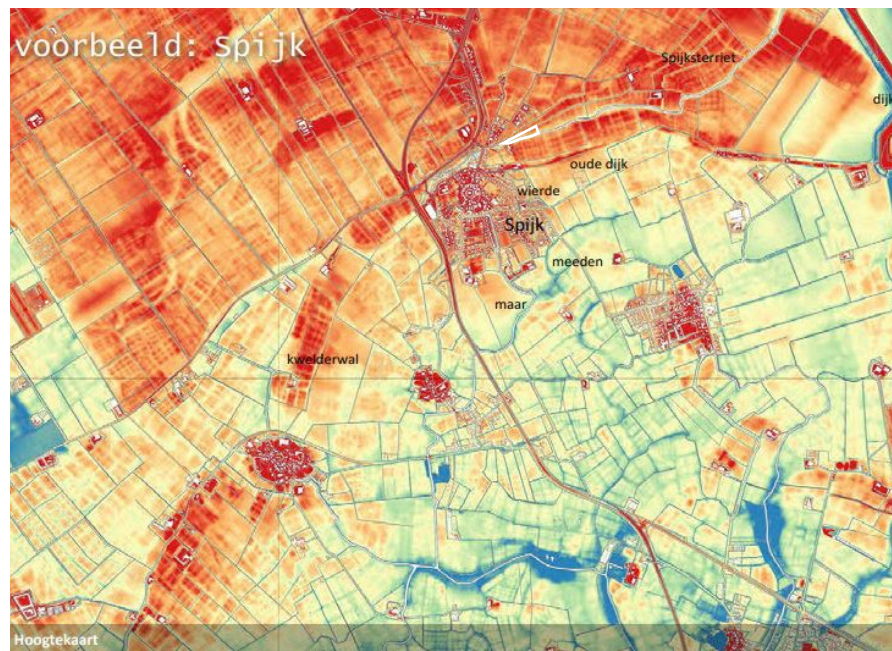 voorbeeld: Spijk
Spijksterriet
dijk
oude dijk
wierde
Spijk
meeden
maar
kwelderwal
Hoogtekaart